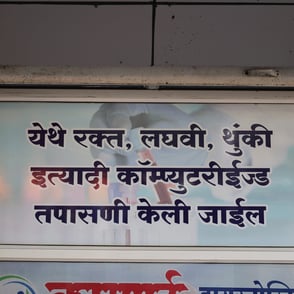 येथे रक्त, लघवी, थुंकी
इत्यादी कॉम्प्युटरीईज्ड
तपासणी केली जाईल